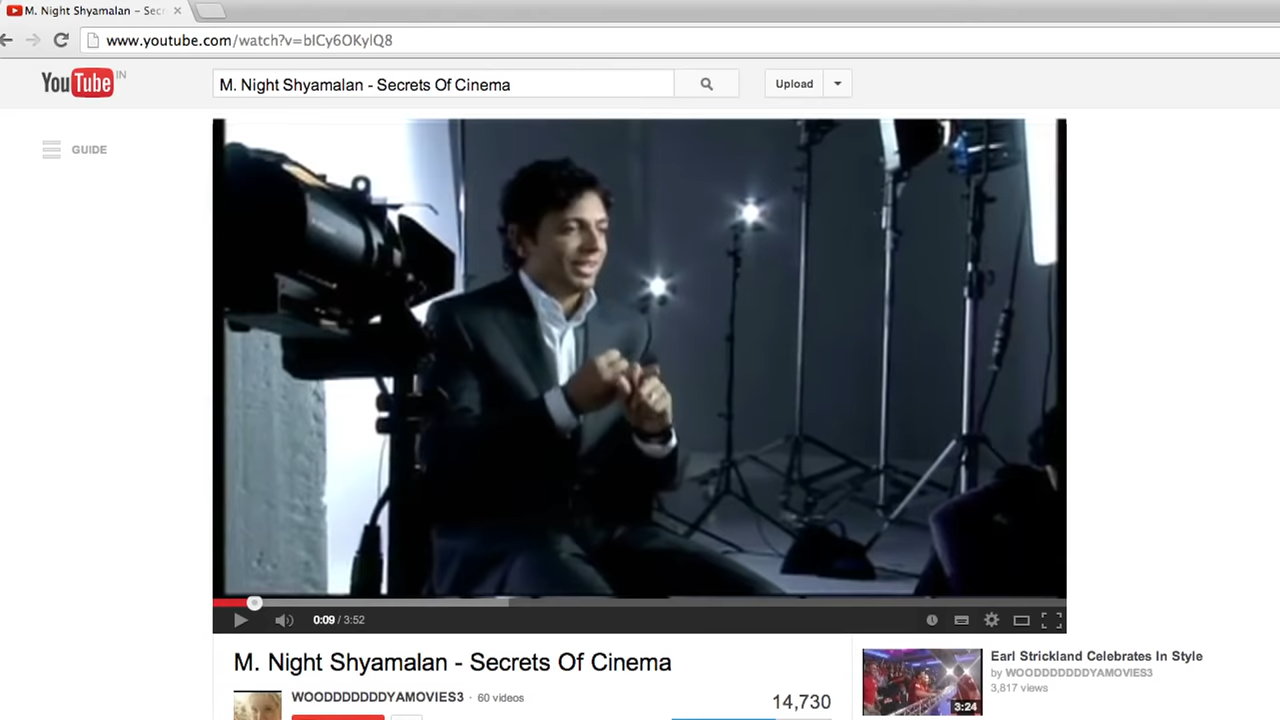 M. Night Shyamalan – Sec
www.youtube.com/watch?v=blCy6OKylQ8
YouTube IN
M. Night Shyamalan - Secrets Of Cinema
Upload
GUIDE
0:09 / 3:52
M. Night Shyamalan - Secrets Of Cinema
WOODDDDDDDYAMOVIES3 · 60 videos
14,730
Earl Strickland Celebrates In Style
by WOODDDDDDDYAMOVIES3
3,817 views
3:24